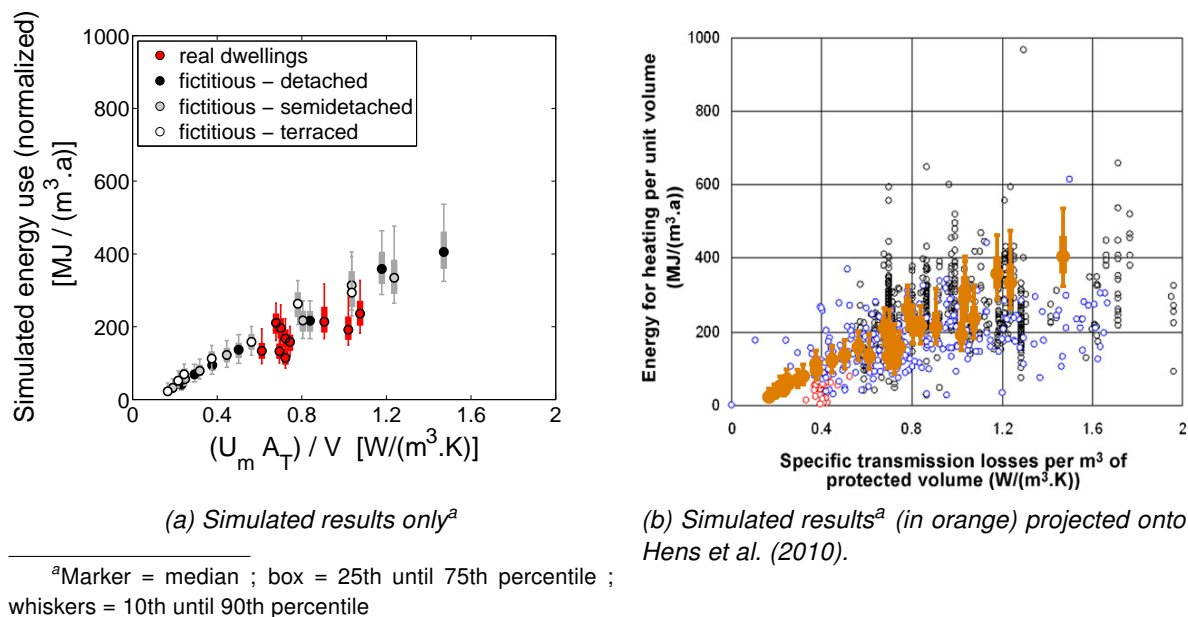 Simulated energy use (normalized)
[MJ / (m³.a)]
1000
800
600
400
200
0
real dwellings
fictitious − detached
fictitious − semidetached
fictitious − terraced
0 0.4 0.8 1.2 1.6 2
(U_m A_T) / V [W/(m³.K)]
(a) Simulated results only^a
^aMarker = median ; box = 25th until 75th percentile ;
whiskers = 10th until 90th percentile
Energy for heating per unit volume
(MJ/(m³.a))
1000
800
600
400
200
0
0 0.4 0.8 1.2 1.6 2
Specific transmission losses per m³ of
protected volume (W/(m³.K))
(b) Simulated results^a (in orange) projected onto
Hens et al. (2010).